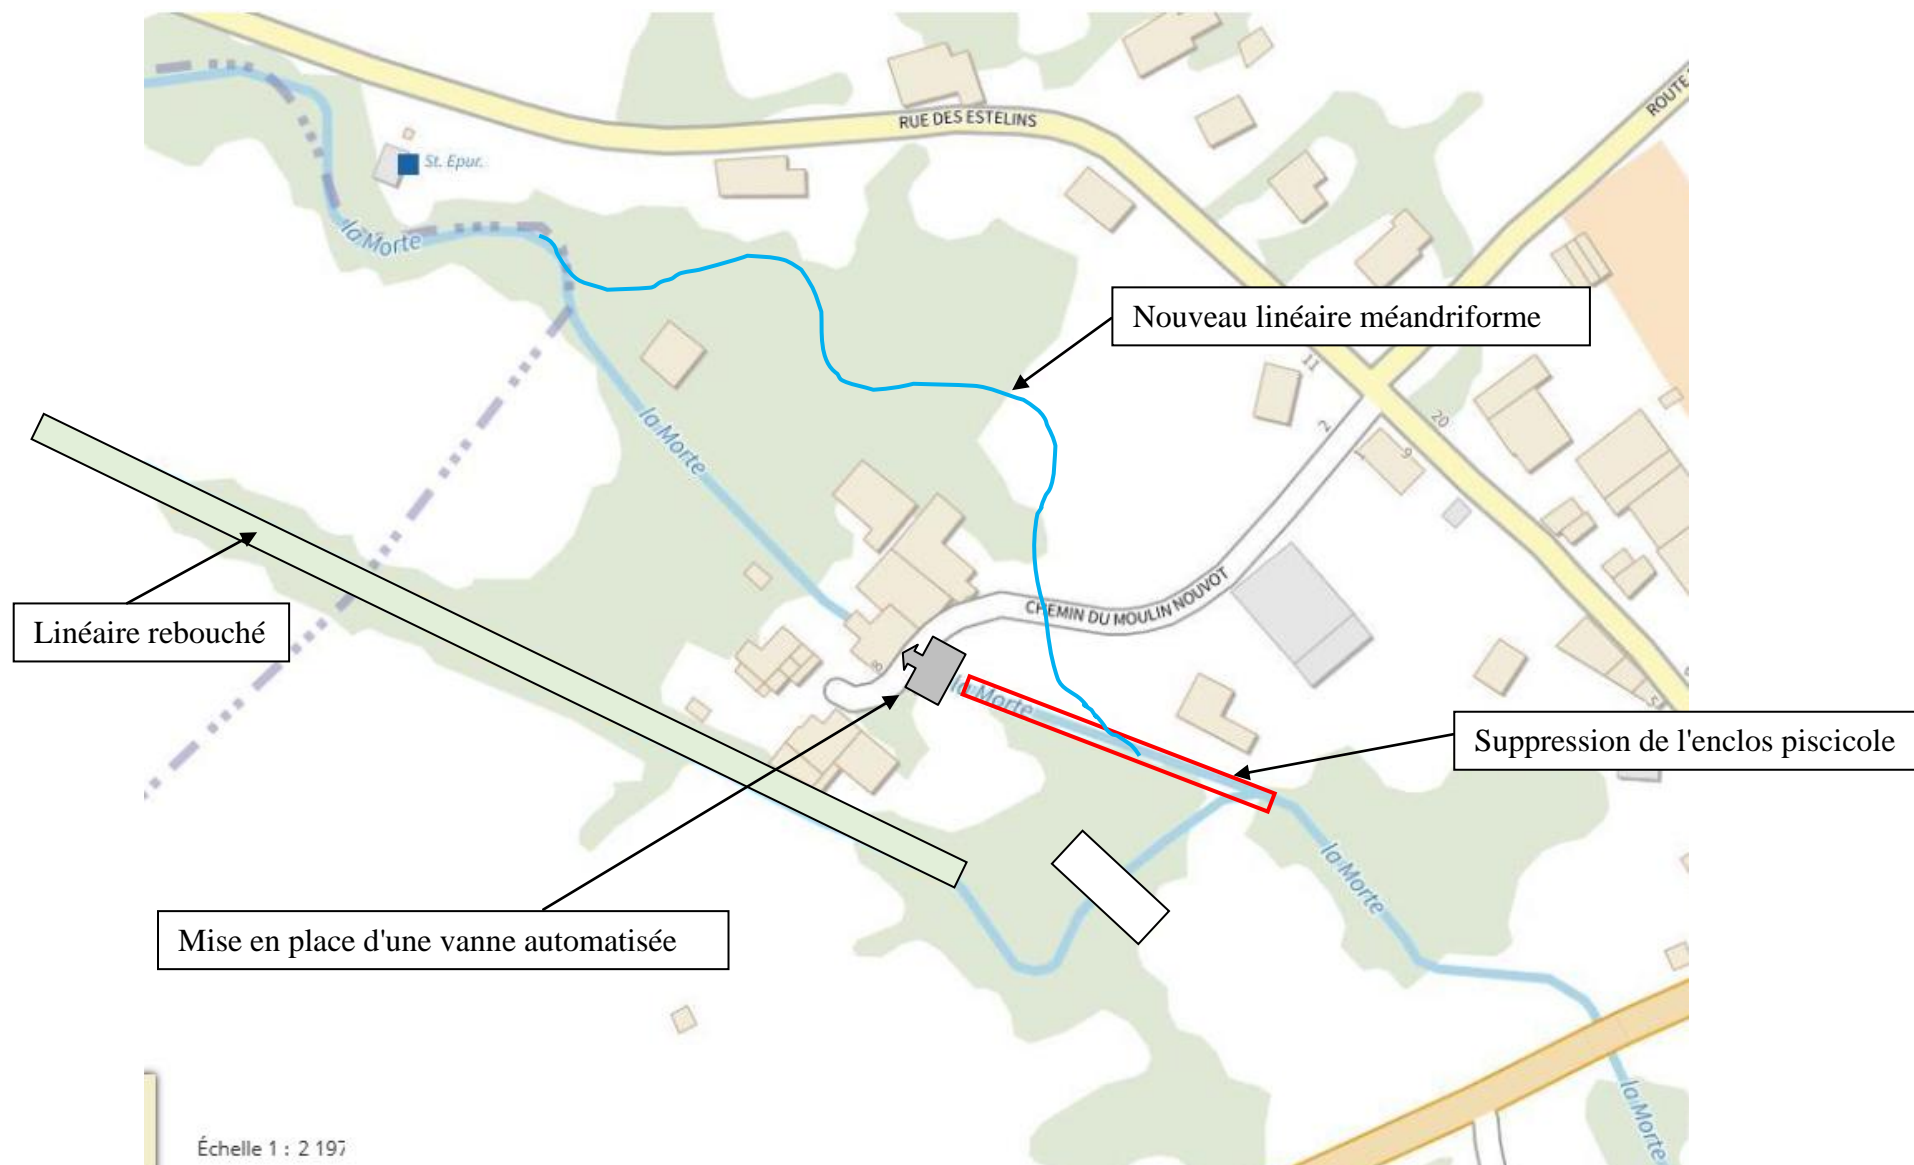 ROUTE
RUE DES ESTELINS
St. Epur.
la Morte
Nouveau linéaire méandriforme
11
2
20
1
9
la Morte
CHEMIN DU MOULIN NOUVOT
Linéaire rebouché
8
la Morte
Suppression de l'enclos piscicole
la Morte
Mise en place d'une vanne automatisée
la Morte
Échelle 1 : 2 197